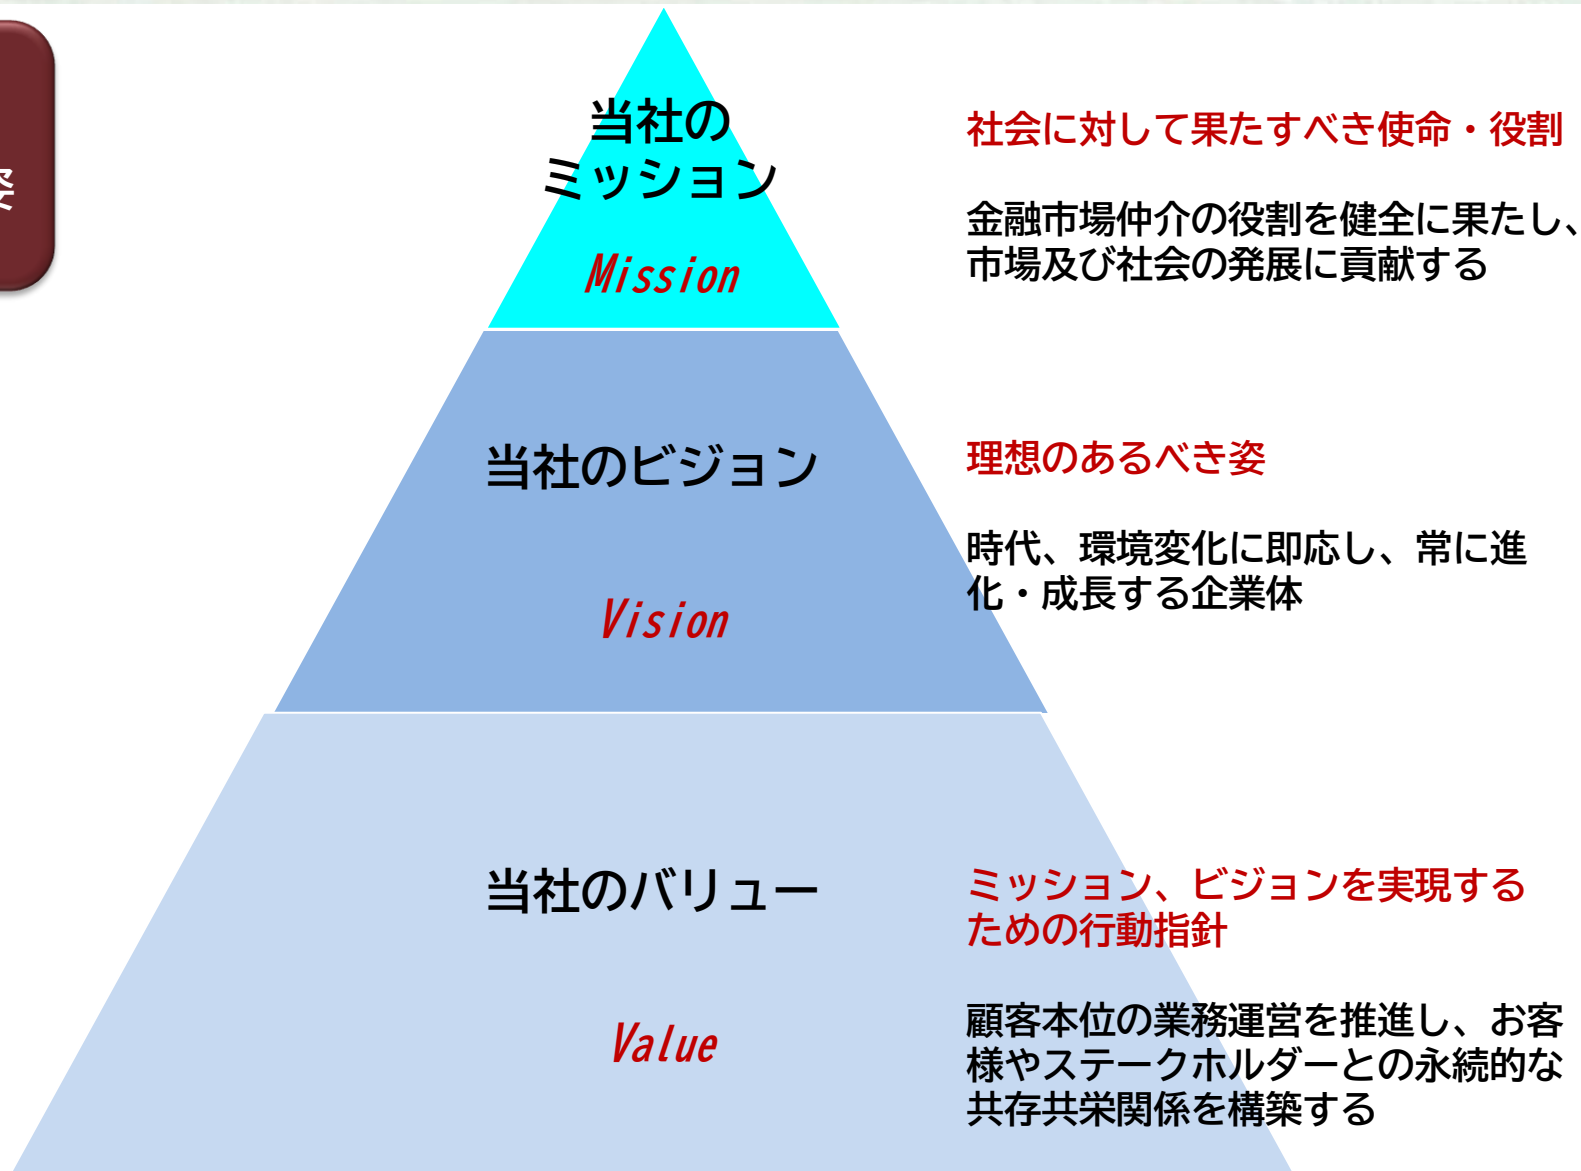 姿
当社の
ミッション
Mission
社会に対して果たすべき使命・役割
金融市場仲介の役割を健全に果たし、
市場及び社会の発展に貢献する
当社のビジョン
Vision
理想のあるべき姿
時代、環境変化に即応し、常に進
化・成長する企業体
当社のバリュー
Value
ミッション、ビジョンを実現する
ための行動指針
顧客本位の業務運営を推進し、お客
様やステークホルダーとの永続的な
共存共栄関係を構築する